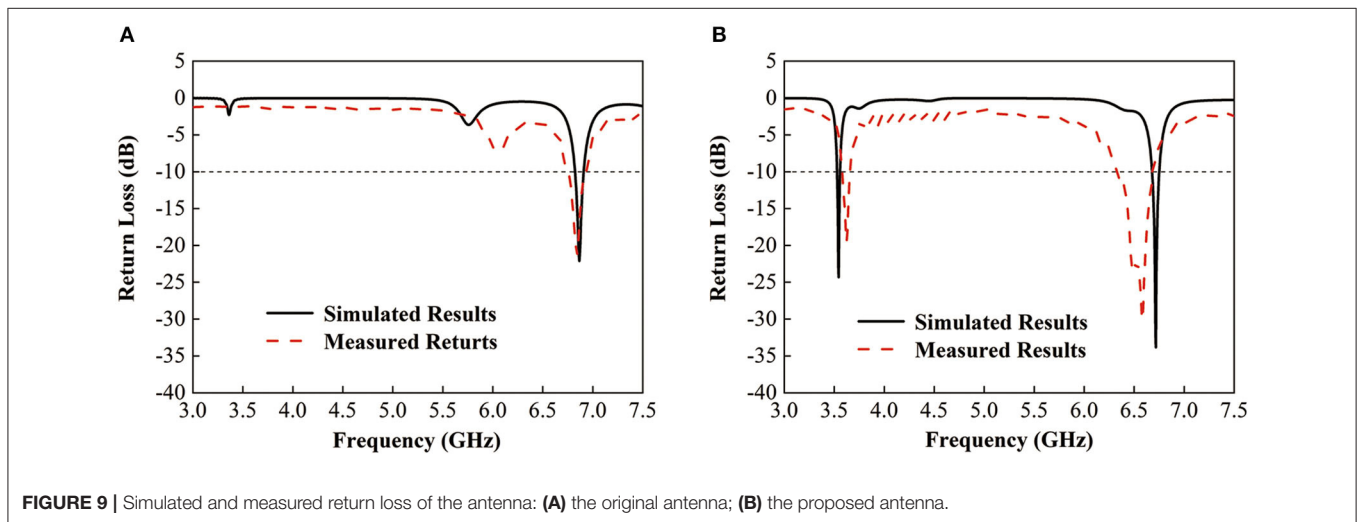 A
5
0
-5
-10
-15
-20
-25
-30
-35
-40
Return Loss (dB)
Simulated Results
Measured Returts
3.0 3.5 4.0 4.5 5.0 5.5 6.0 6.5 7.0 7.5
Frequency (GHz)
B
5
0
-5
-10
-15
-20
-25
-30
-35
-40
Return Loss (dB)
Simulated Results
Measured Results
3.0 3.5 4.0 4.5 5.0 5.5 6.0 6.5 7.0 7.5
Frequency (GHz)
FIGURE 9 | Simulated and measured return loss of the antenna: (A) the original antenna; (B) the proposed antenna.